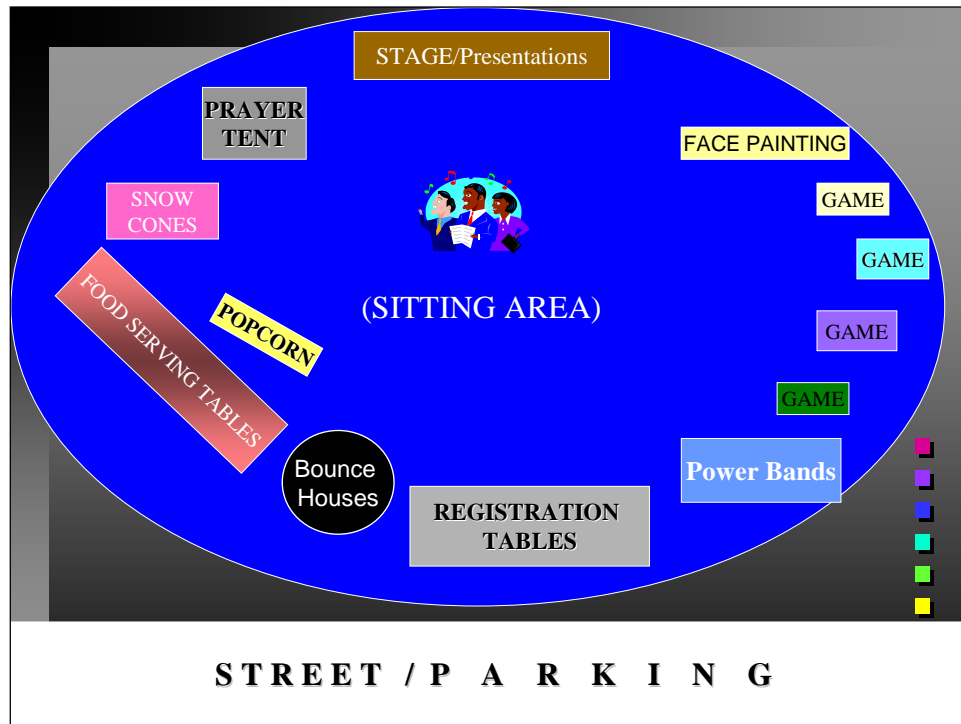 STAGE/Presentations
PRAYER
TENT
FACE PAINTING
SNOW
CONES
GAME
GAME
FOOD SERVING TABLES
POPCORN
(SITTING AREA)
GAME
GAME
Bounce
Houses
Power Bands
REGISTRATION
TABLES
STREET / P A R K I N G